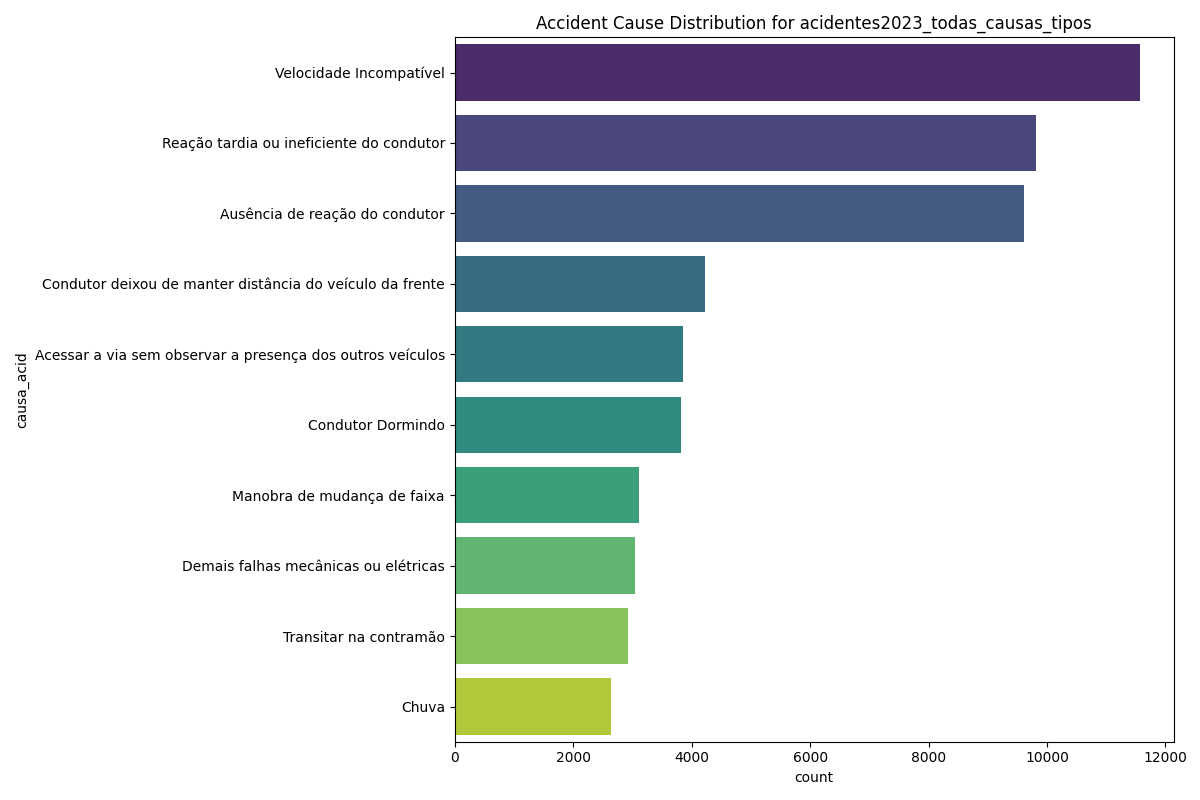 Accident Cause Distribution for acidentes2023_todas_causas_tipos
causa_acid
Velocidade Incompatível
Reação tardia ou ineficiente do condutor
Ausência de reação do condutor
Condutor deixou de manter distância do veículo da frente
Acessar a via sem observar a presença dos outros veículos
Condutor Dormindo
Manobra de mudança de faixa
Demais falhas mecânicas ou elétricas
Transitar na contramão
Chuva
0 2000 4000 6000 8000 10000 12000
count